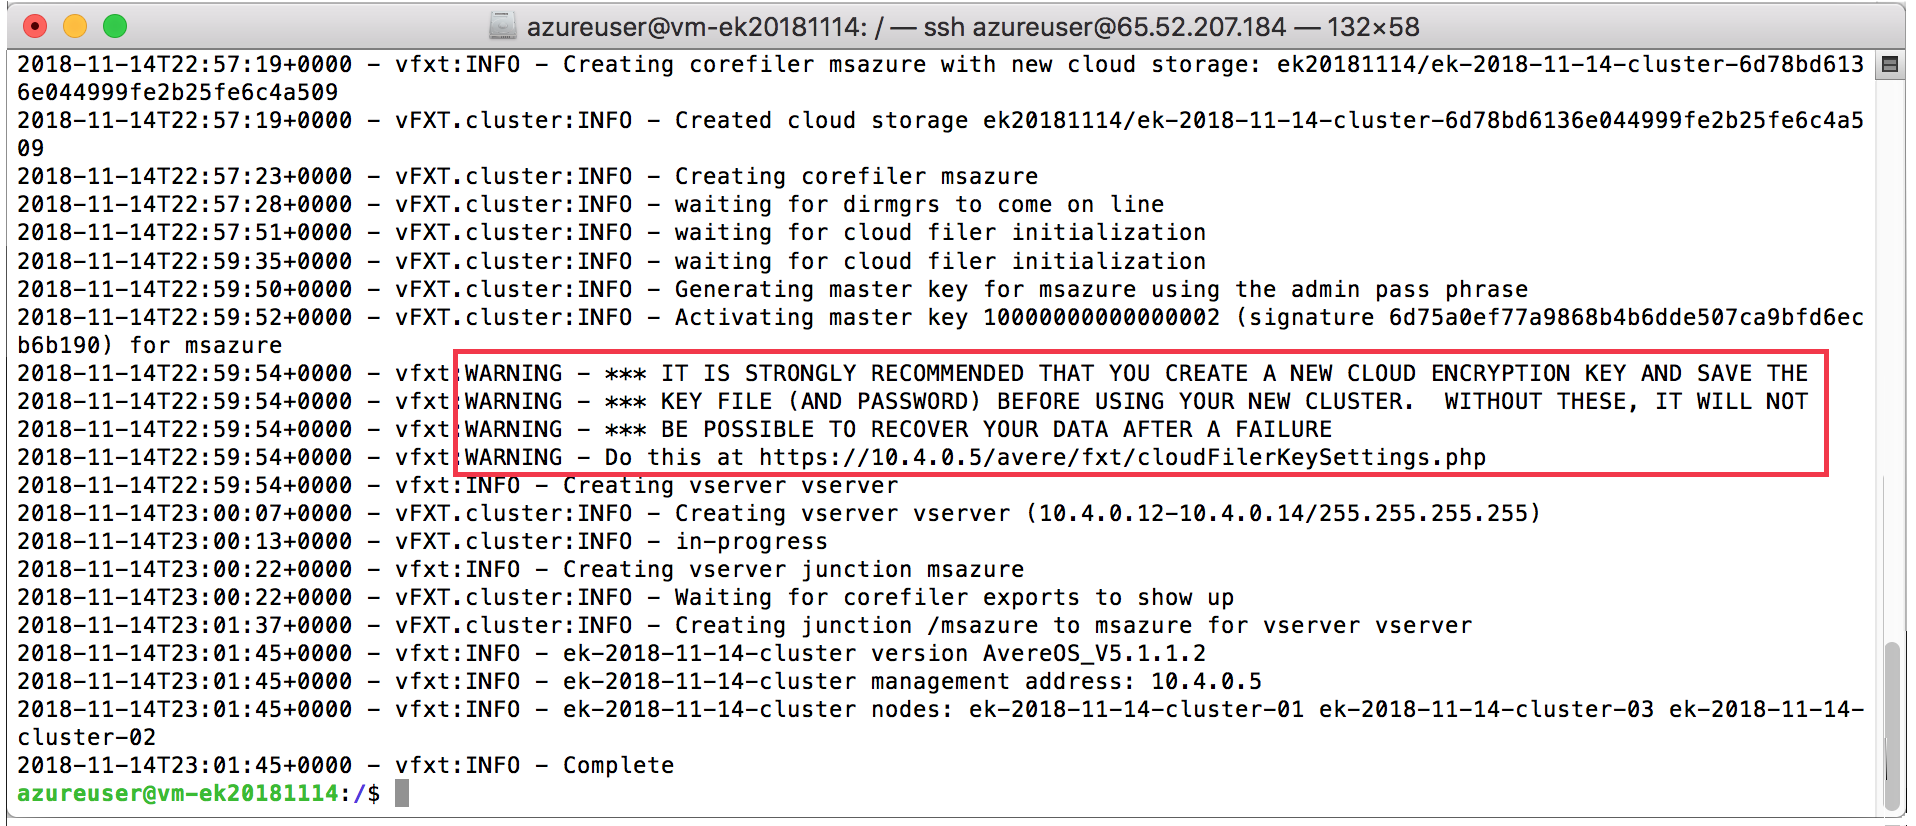 azureuser@vm-ek20181114: / — ssh azureuser@65.52.207.184 — 132×58
2018-11-14T22:57:19+0000 - vfxt:INFO - Creating corefiler msazure with new cloud storage: ek20181114/ek-2018-11-14-cluster-6d78bd613
6e044999fe2b25fe6c4a509
2018-11-14T22:57:19+0000 - vFXT.cluster:INFO - Created cloud storage ek20181114/ek-2018-11-14-cluster-6d78bd6136e044999fe2b25fe6c4a5
09
2018-11-14T22:57:23+0000 - vFXT.cluster:INFO - Creating corefiler msazure
2018-11-14T22:57:28+0000 - vFXT.cluster:INFO - waiting for dirmgrs to come on line
2018-11-14T22:57:51+0000 - vFXT.cluster:INFO - waiting for cloud filer initialization
2018-11-14T22:59:35+0000 - vFXT.cluster:INFO - waiting for cloud filer initialization
2018-11-14T22:59:50+0000 - vFXT.cluster:INFO - Generating master key for msazure using the admin pass phrase
2018-11-14T22:59:52+0000 - vFXT.cluster:INFO - Activating master key 10000000000000002 (signature 6d75a0ef77a9868b4b6dde507ca9bfd6ec
b6b190) for msazure
2018-11-14T22:59:54+0000 - vfxt:WARNING - *** IT IS STRONGLY RECOMMENDED THAT YOU CREATE A NEW CLOUD ENCRYPTION KEY AND SAVE THE
2018-11-14T22:59:54+0000 - vfxt:WARNING - *** KEY FILE (AND PASSWORD) BEFORE USING YOUR NEW CLUSTER.  WITHOUT THESE, IT WILL NOT
2018-11-14T22:59:54+0000 - vfxt:WARNING - *** BE POSSIBLE TO RECOVER YOUR DATA AFTER A FAILURE
2018-11-14T22:59:54+0000 - vfxt:WARNING - Do this at https://10.4.0.5/avere/fxt/cloudFilerKeySettings.php
2018-11-14T22:59:54+0000 - vfxt:INFO - Creating vserver vserver
2018-11-14T23:00:07+0000 - vFXT.cluster:INFO - Creating vserver vserver (10.4.0.12-10.4.0.14/255.255.255.255)
2018-11-14T23:00:13+0000 - vFXT.cluster:INFO - in-progress
2018-11-14T23:00:22+0000 - vfxt:INFO - Creating vserver junction msazure
2018-11-14T23:00:22+0000 - vFXT.cluster:INFO - Waiting for corefiler exports to show up
2018-11-14T23:01:37+0000 - vFXT.cluster:INFO - Creating junction /msazure to msazure for vserver vserver
2018-11-14T23:01:45+0000 - vfxt:INFO - ek-2018-11-14-cluster version AvereOS_V5.1.1.2
2018-11-14T23:01:45+0000 - vfxt:INFO - ek-2018-11-14-cluster management address: 10.4.0.5
2018-11-14T23:01:45+0000 - vfxt:INFO - ek-2018-11-14-cluster nodes: ek-2018-11-14-cluster-01 ek-2018-11-14-cluster-03 ek-2018-11-14-
cluster-02
2018-11-14T23:01:45+0000 - vfxt:INFO - Complete
azureuser@vm-ek20181114:/$